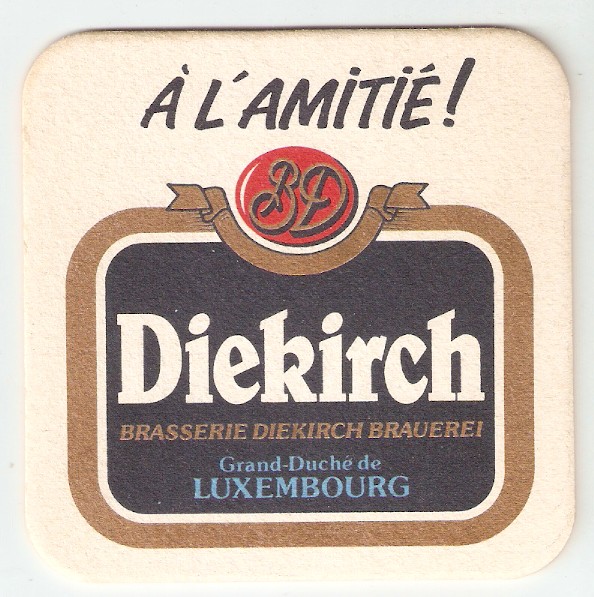 À L'AMITIÉ!
BD
Diekirch
BRASSERIE DIEKIRCH BRAUEREI
Grand-Duché de
LUXEMBOURG